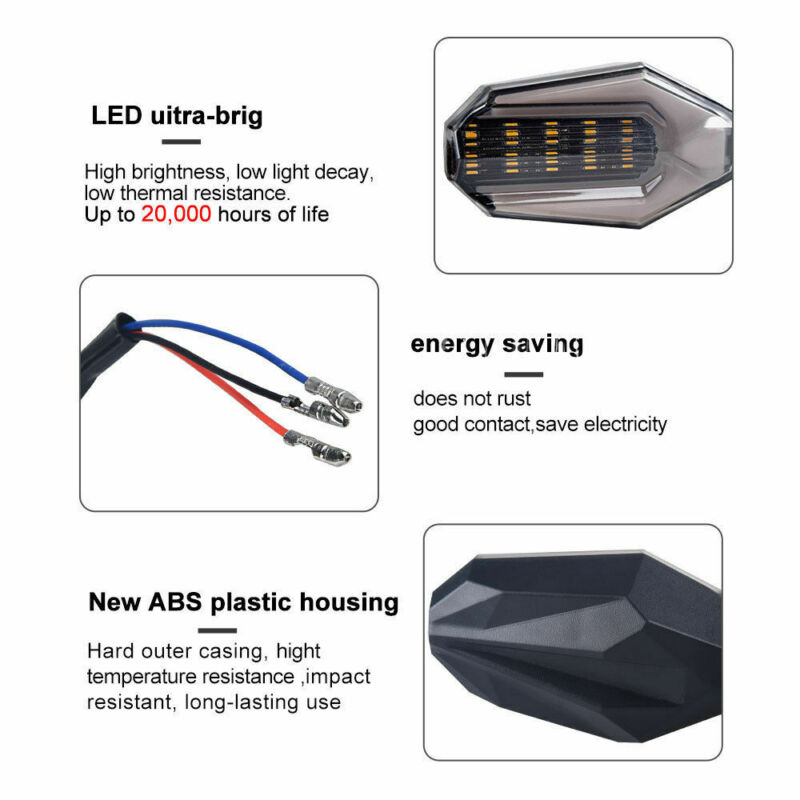 LED uitra-brig
High brightness, low light decay,
low thermal resistance.
Up to 20,000 hours of life
energy saving
does not rust
good contact,save electricity
New ABS plastic housing
Hard outer casing, hight
temperature resistance ,impact
resistant, long-lasting use